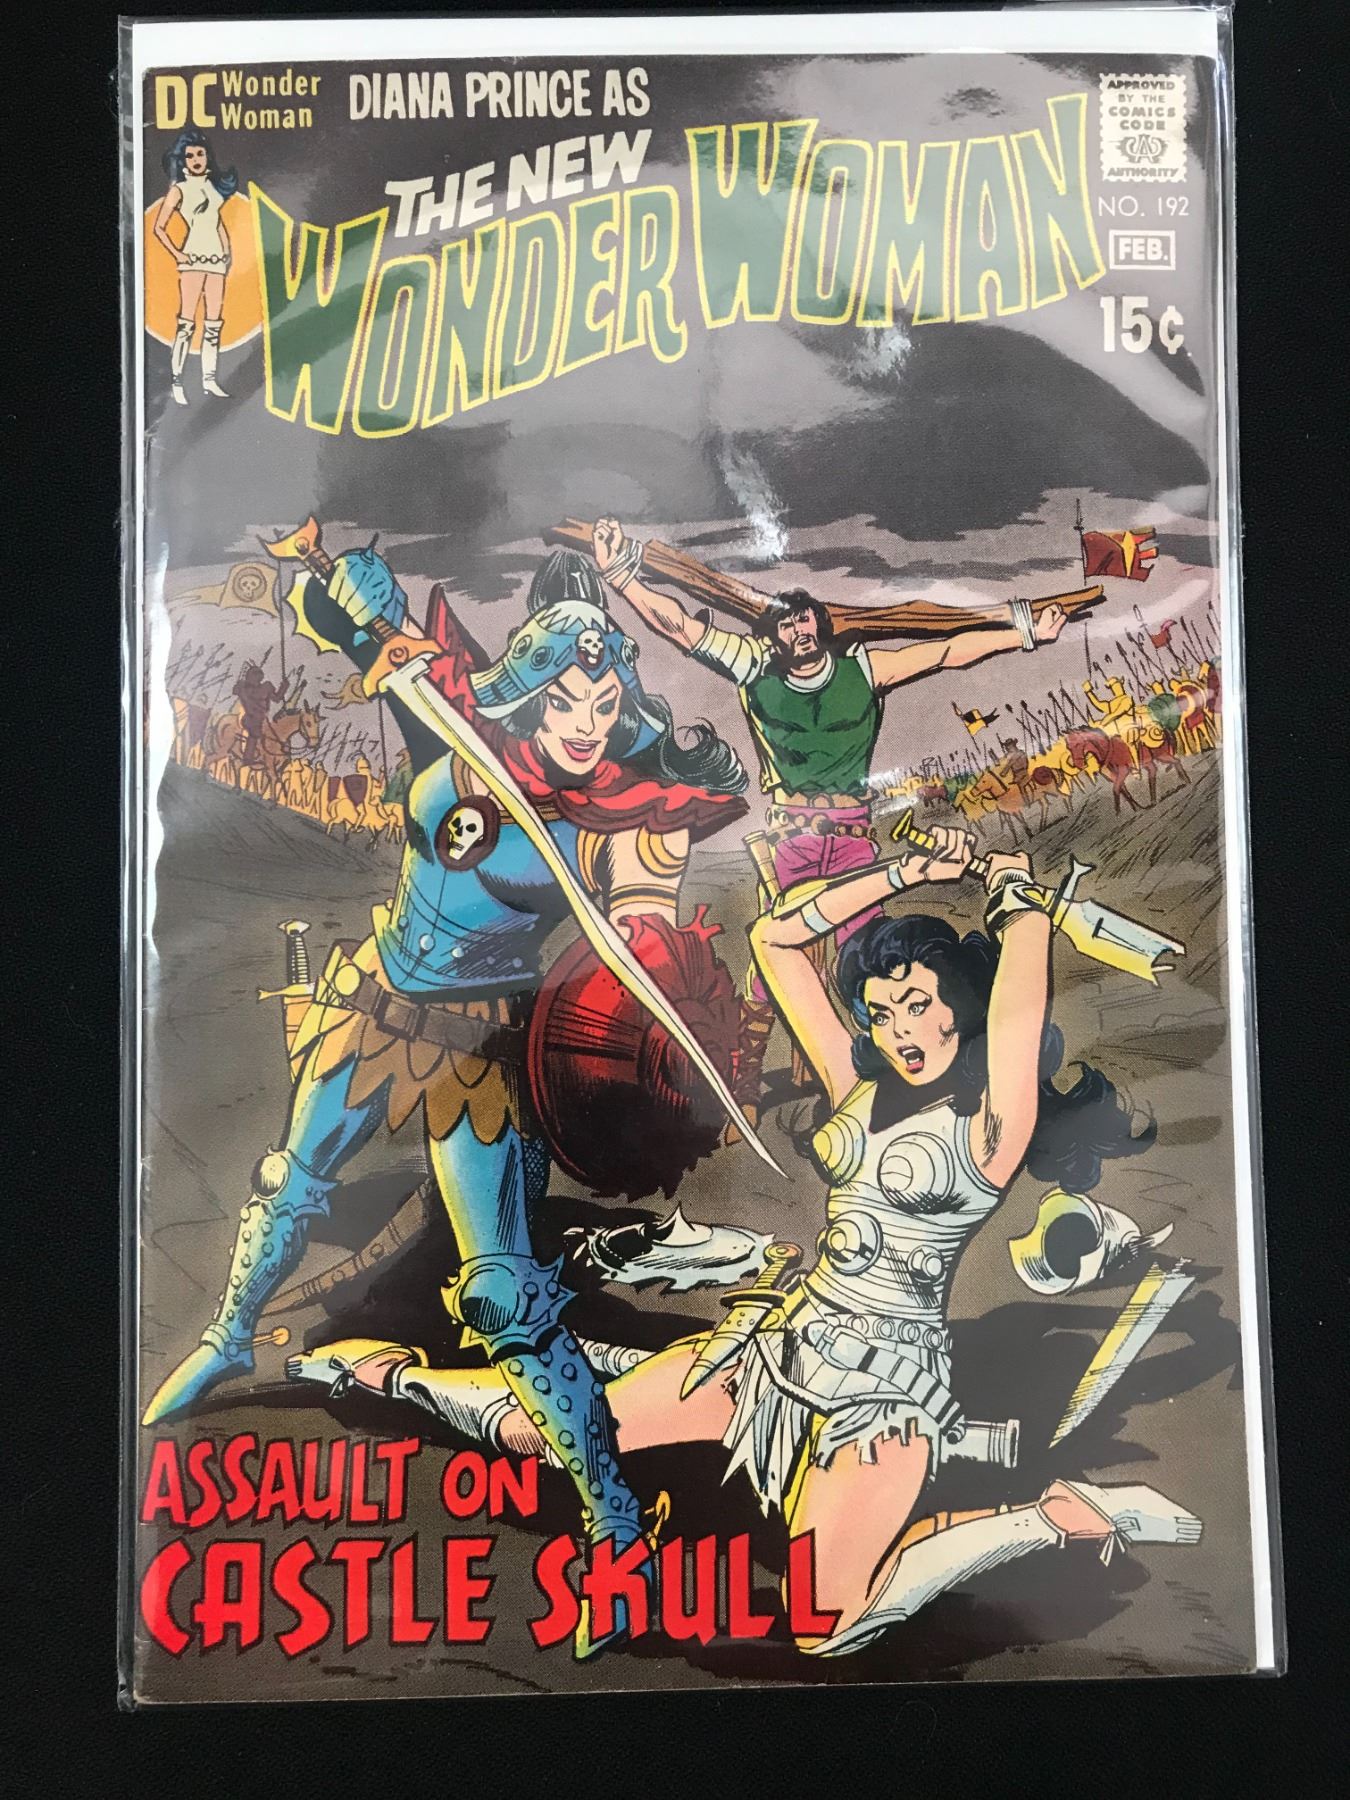 DC Wonder
Woman
DIANA PRINCE AS
THE NEW
WONDER WOMAN
APPROVED
BY THE
COMICS
CODE
CA
AUTHORITY
NO. 192
FEB.
15¢
ASSAULT ON
CASTLE SKULL